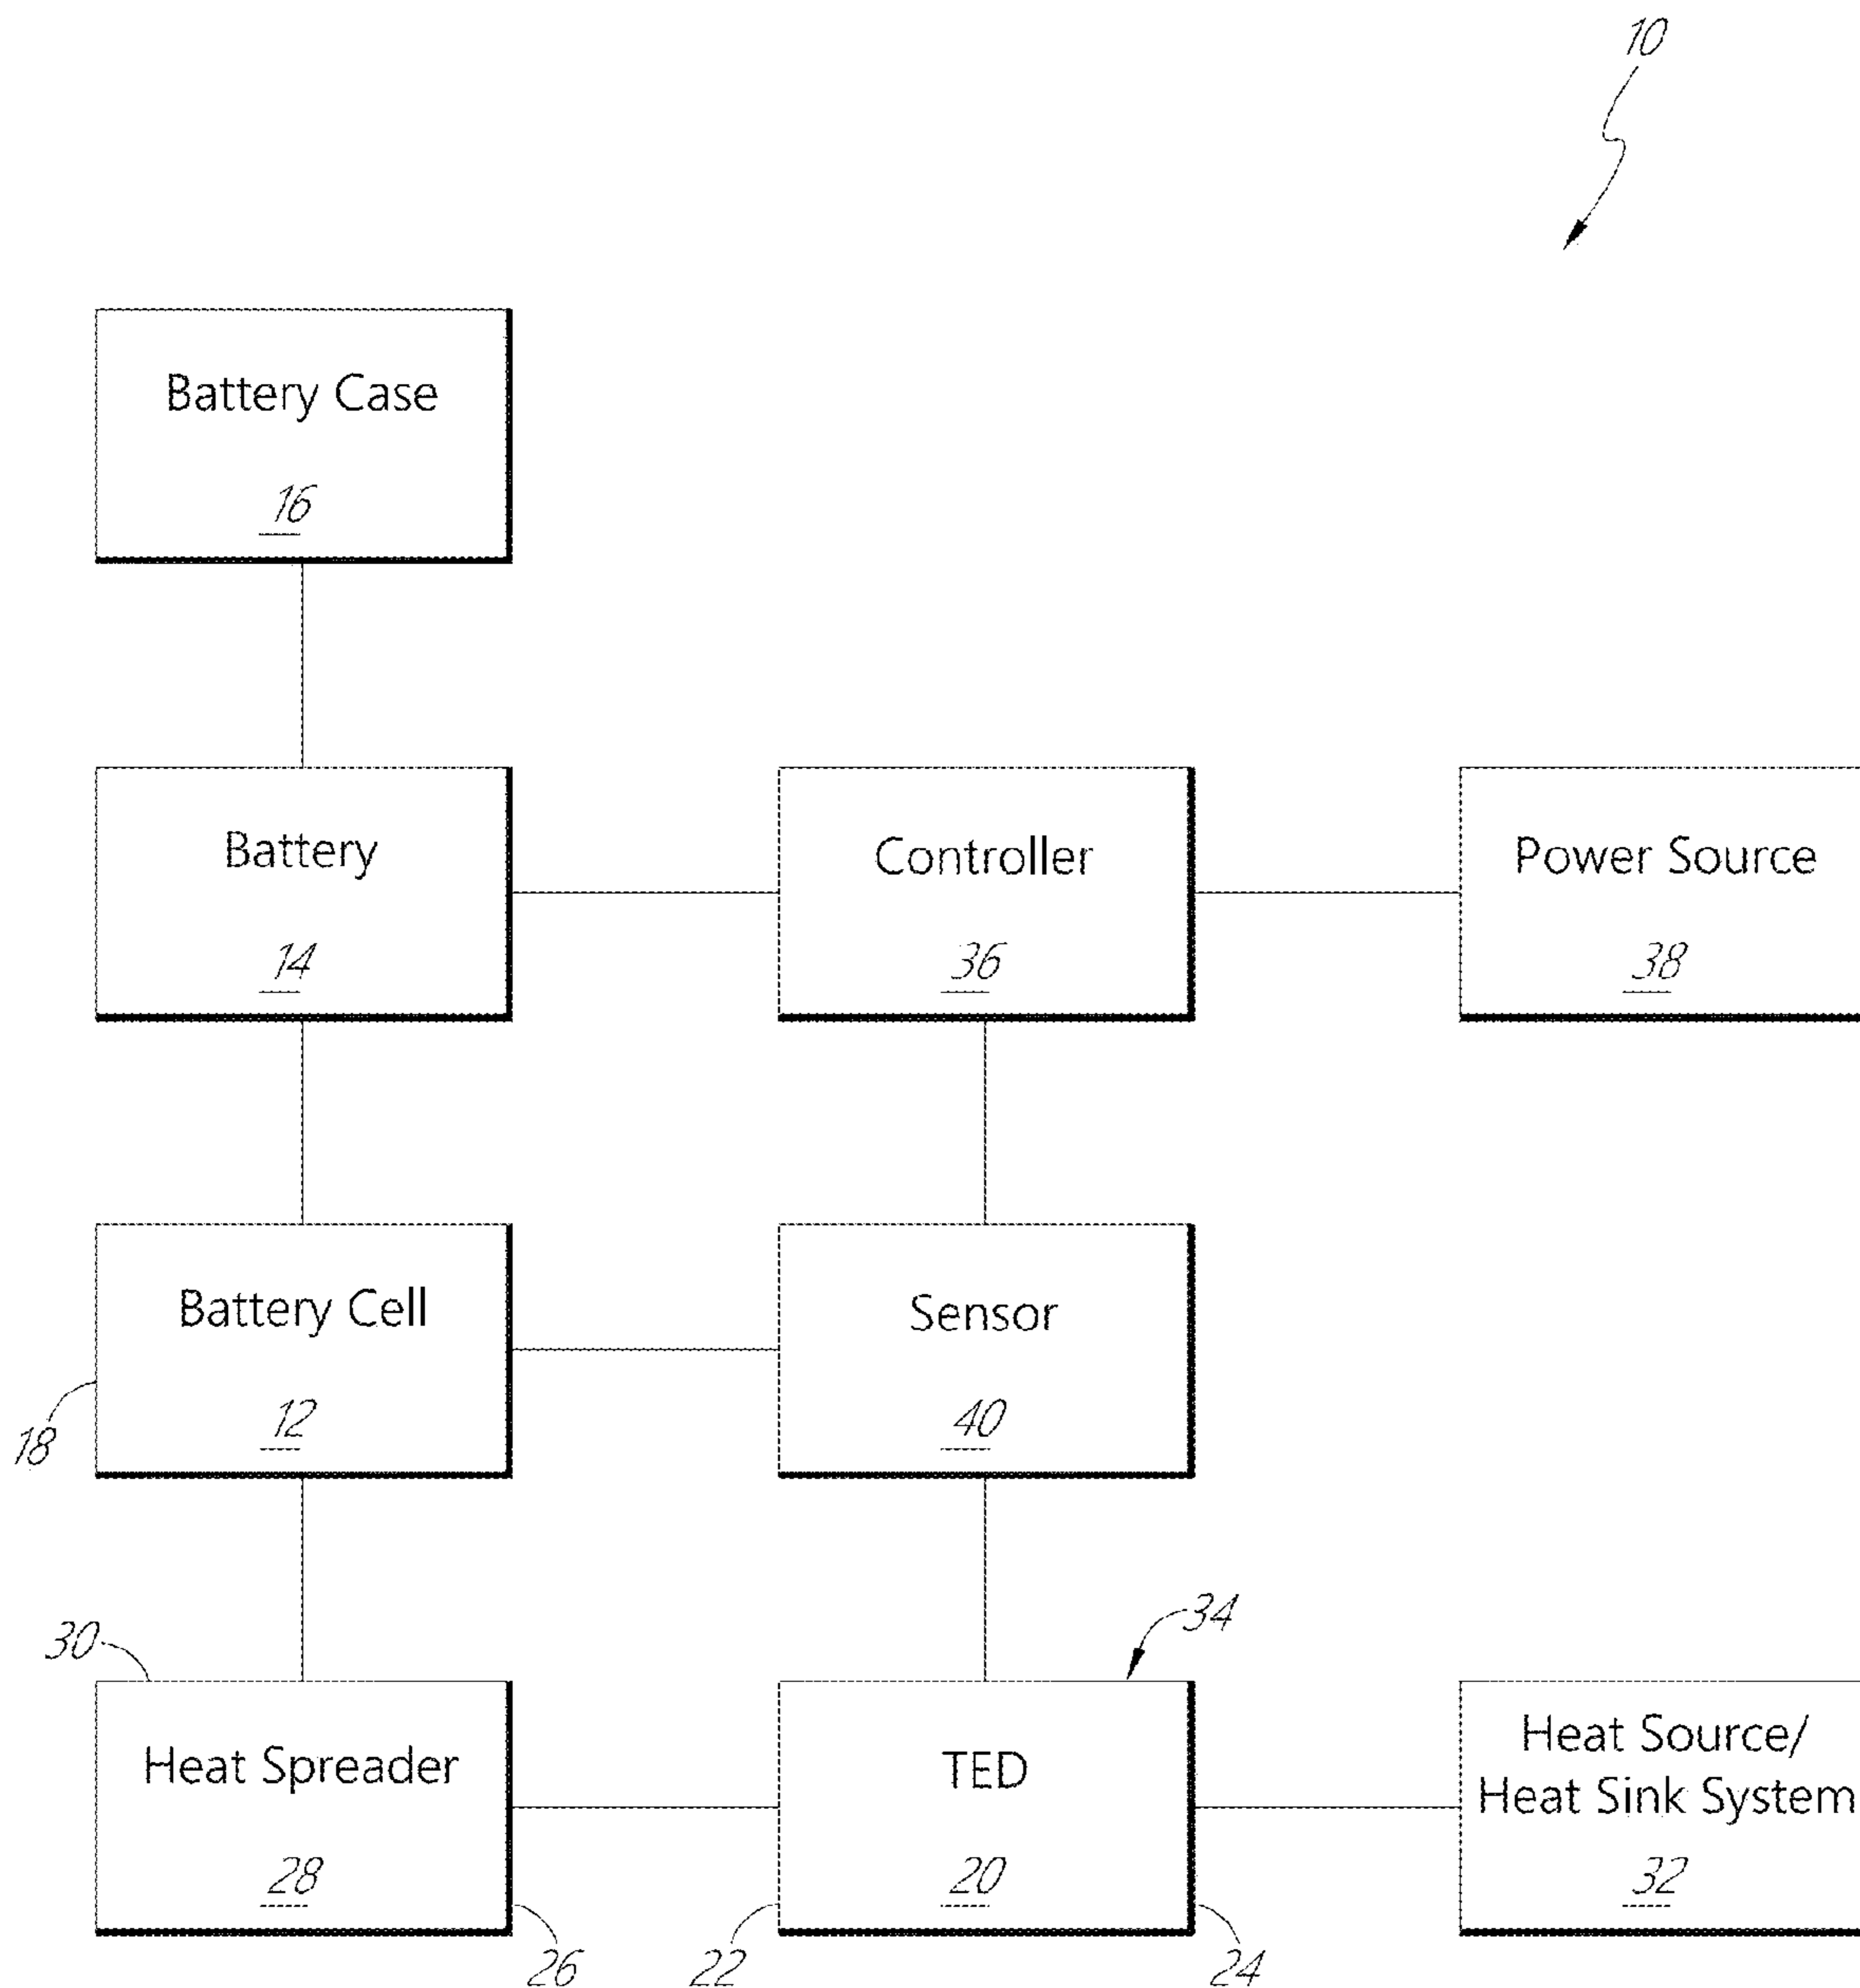 10
Battery Case
16
Battery
14
Controller
36
Power Source
38
Battery Cell
12
18
Sensor
40
30
34
Heat Spreader
28
26
TED
20
22
24
Heat Source/
Heat Sink System
32